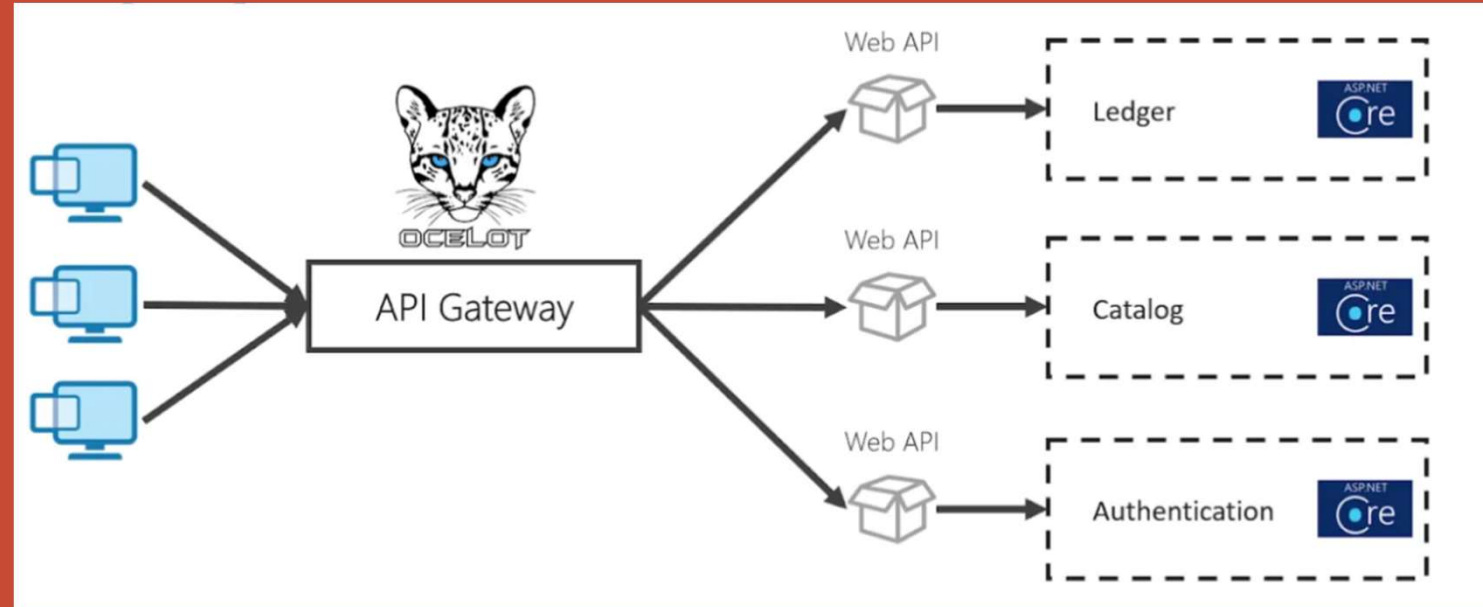 OCELOT
API Gateway
Web API
Ledger
ASP.NET
Core
Web API
Catalog
ASP.NET
Core
Web API
Authentication
ASP.NET
Core